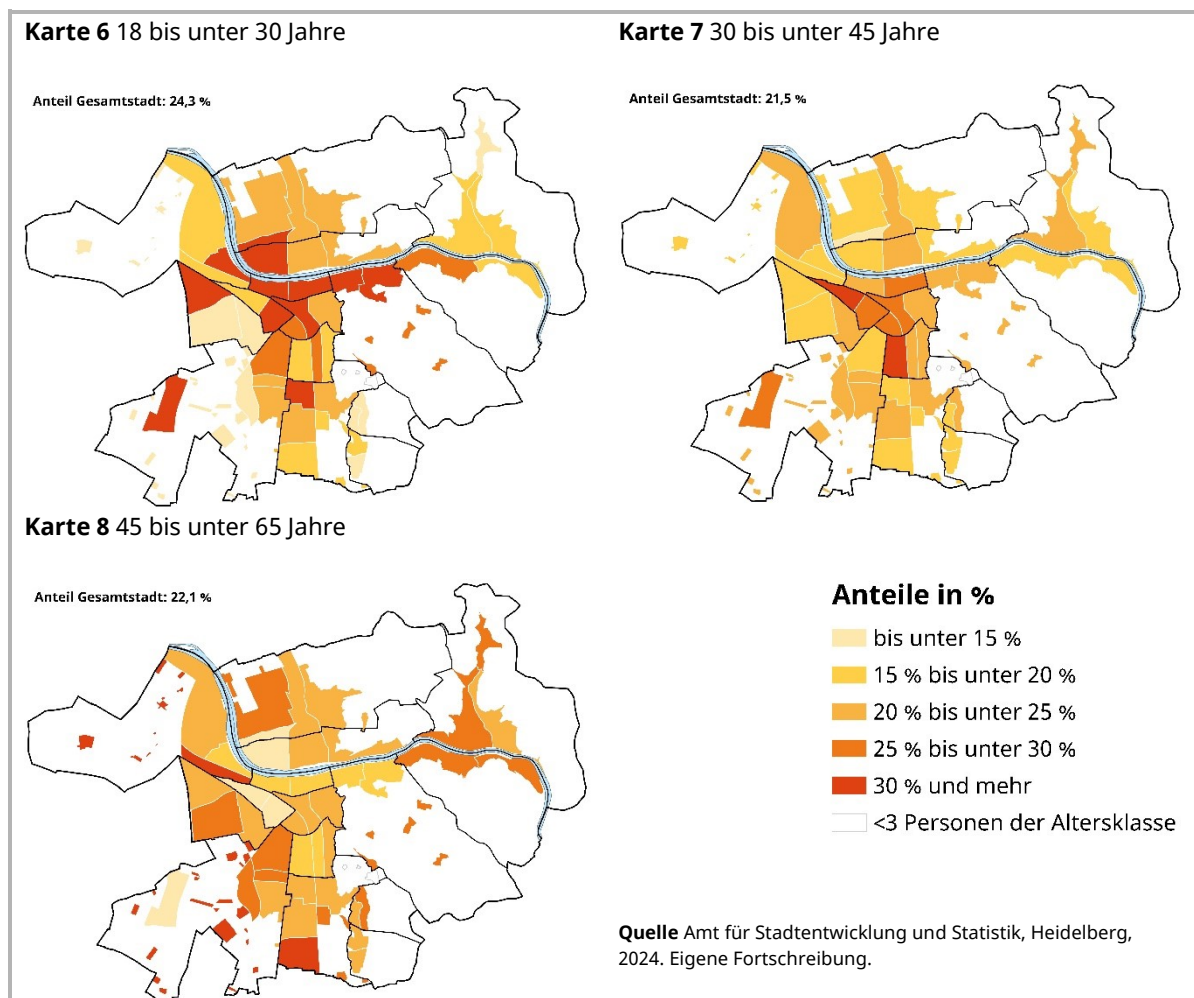 Karte 6 18 bis unter 30 Jahre
Anteil Gesamtstadt: 24,3 %
Karte 7 30 bis unter 45 Jahre
Anteil Gesamtstadt: 21,5 %
Karte 8 45 bis unter 65 Jahre
Anteil Gesamtstadt: 22,1 %
Anteile in %
bis unter 15 %
15 % bis unter 20 %
20 % bis unter 25 %
25 % bis unter 30 %
30 % und mehr
<3 Personen der Altersklasse
Quelle Amt für Stadtentwicklung und Statistik, Heidelberg,
2024. Eigene Fortschreibung.